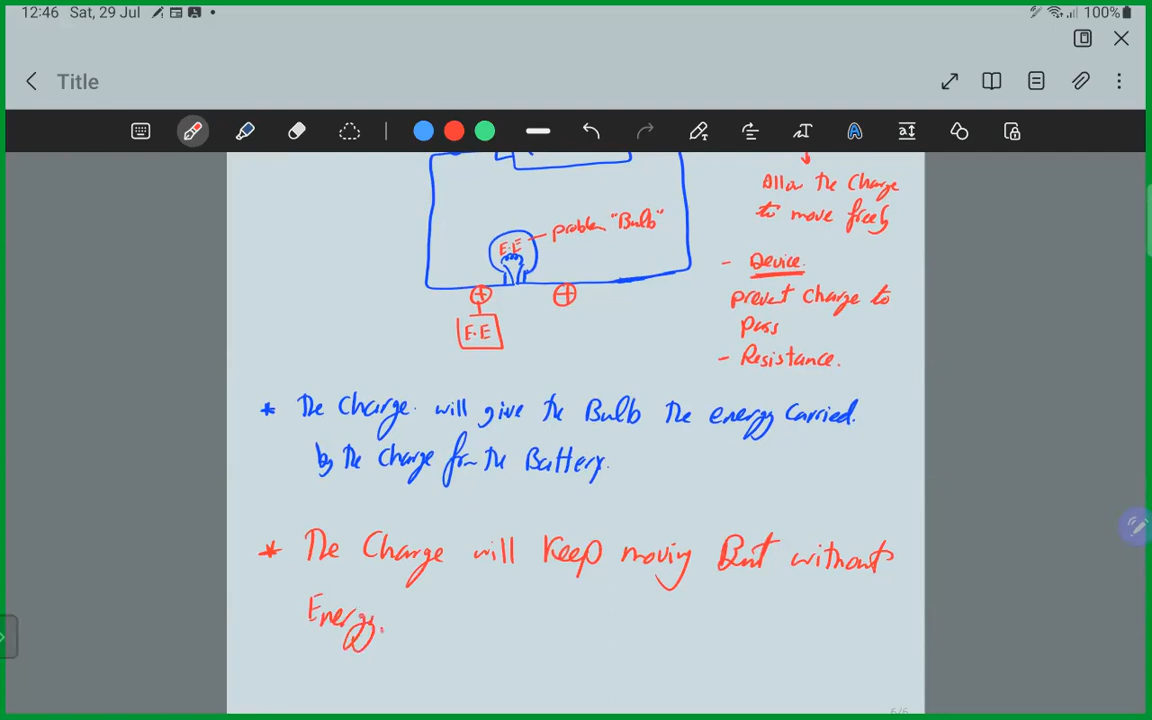 12:46 Sat, 29 Jul
100%
Title
Allow the Charge
to move freely
problem "Bulb"
E.E
- Device.
prevent Charge to
pass
- Resistance.
E.E
* The Charge will give the Bulb the energy Carried.
by the Charge from the Battery.
* The Charge will Keep moving But without
Energy.
6/6